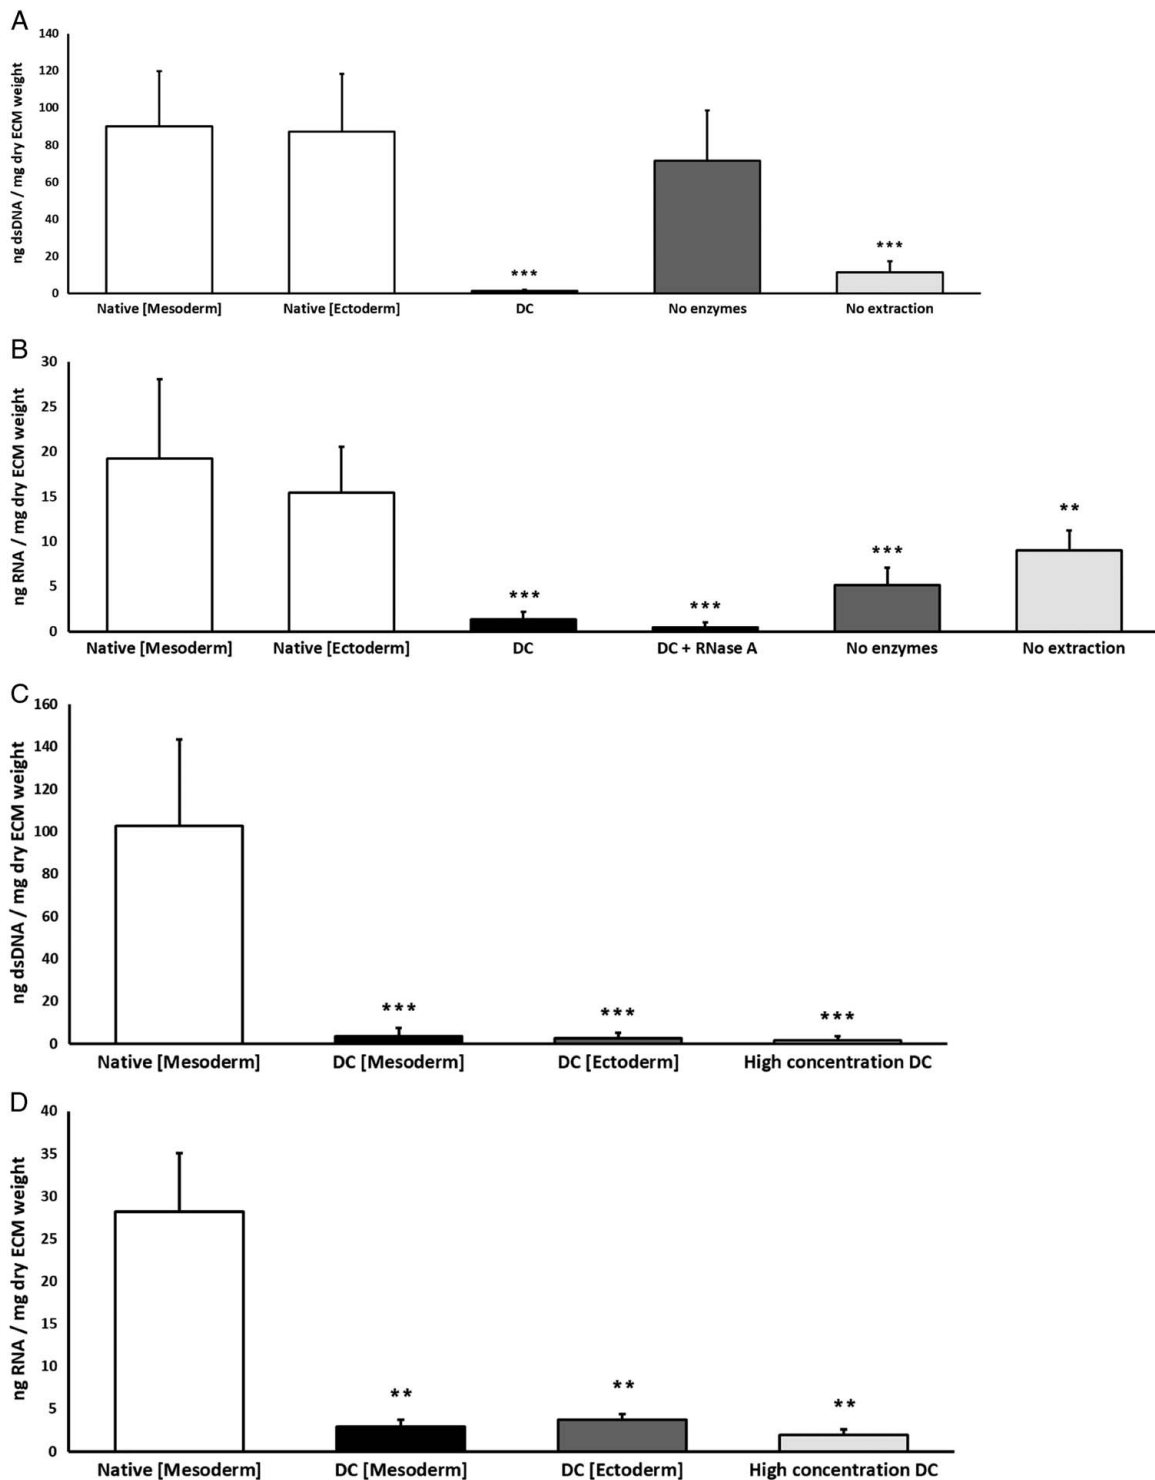 A
ng dsDNA / mg dry ECM weight
140
120
100
80
60
40
20
0
***
***
Native [Mesoderm]
Native [Ectoderm]
DC
No enzymes
No extraction
B
ng RNA / mg dry ECM weight
30
25
20
15
10
5
0
***
***
***
**
Native [Mesoderm]
Native [Ectoderm]
DC
DC + RNase A
No enzymes
No extraction
C
ng dsDNA / mg dry ECM weight
160
140
120
100
80
60
40
20
0
***
***
***
Native [Mesoderm]
DC [Mesoderm]
DC [Ectoderm]
High concentration DC
D
ng RNA / mg dry ECM weight
40
35
30
25
20
15
10
5
0
**
**
**
Native [Mesoderm]
DC [Mesoderm]
DC [Ectoderm]
High concentration DC